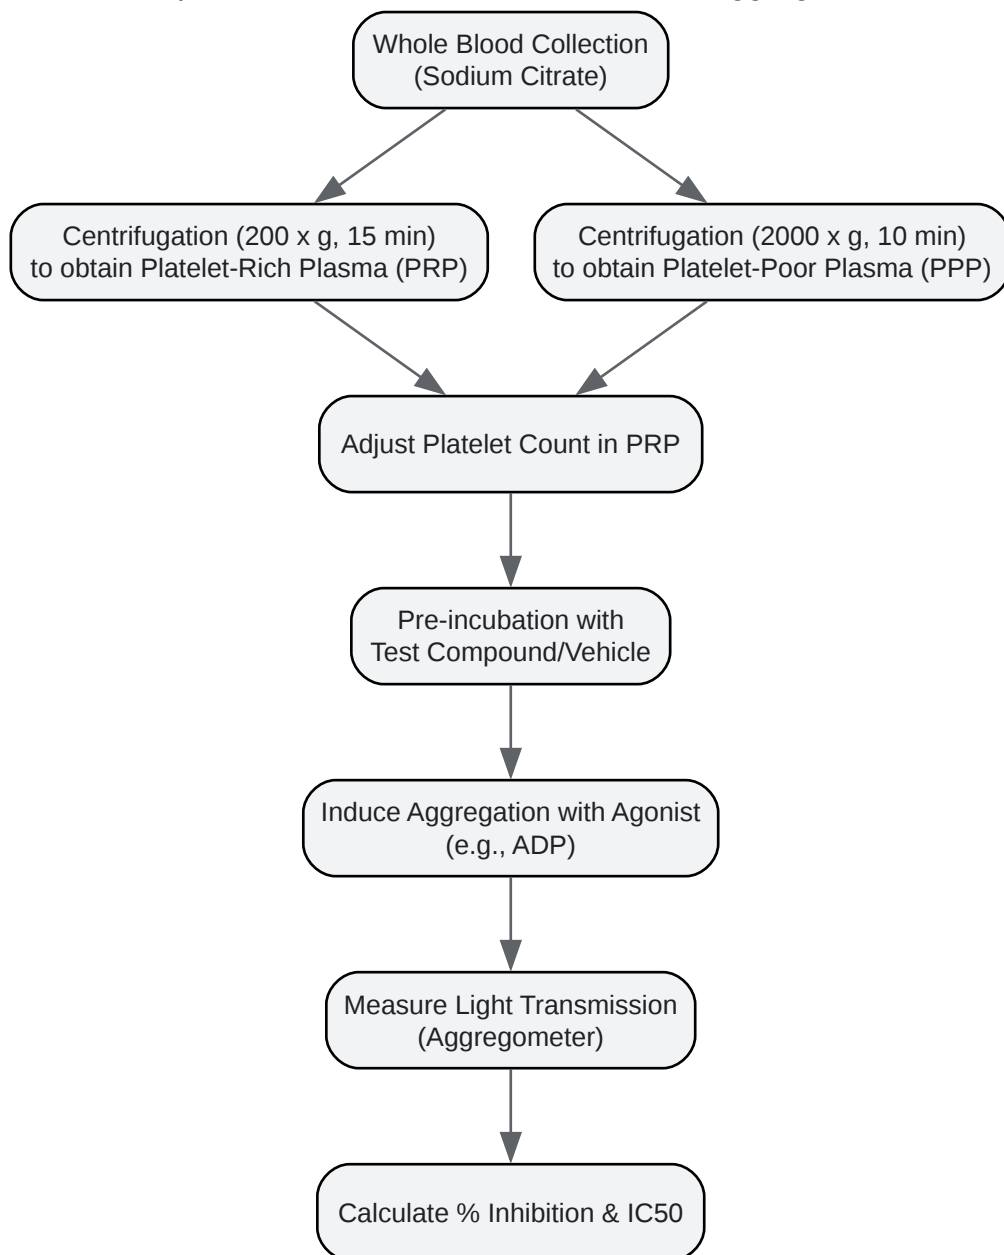 Whole Blood Collection
(Sodium Citrate)
Centrifugation (200 x g, 15 min)
to obtain Platelet-Rich Plasma (PRP)
Centrifugation (2000 x g, 10 min)
to obtain Platelet-Poor Plasma (PPP)
Adjust Platelet Count in PRP
Pre-incubation with
Test Compound/Vehicle
Induce Aggregation with Agonist
(e.g., ADP)
Measure Light Transmission
(Aggregometer)
Calculate % Inhibition & IC50